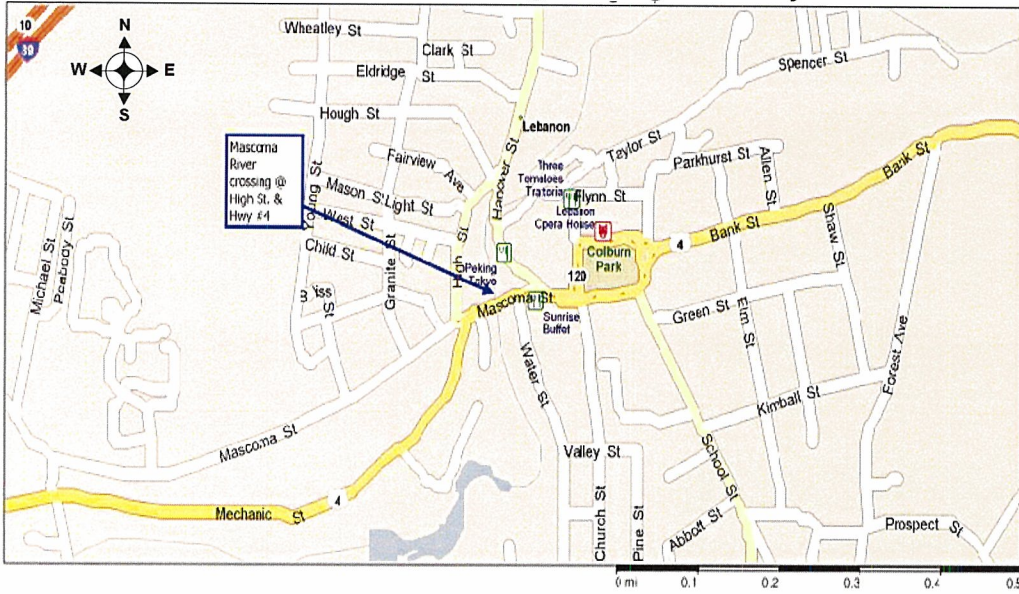 10
89
N
W E
S
Wheatley St
Clark St
Eldridge St
Hough St
Fairview Ave
Mason St
Light St
West St
Child St
Young St
Granite St
High St
Hanover St
Lebanon
Mascoma
River
crossing @
High St. &
Hwy #4
Michael St
Peabody St
Bliss St
Three
Tomatoes
Tratoria
Flynn St
Taylor St
Spencer St
Parkhurst St
Allen St
Lebanon
Opera House
Colburn
Park
4
120
Bank St
Bank St
Shaw St
Peking
Tokyo
Mascoma St
Sunrise
Buffet
Green St
Elm St
Forest Ave
Kimball St
Water St
Mascoma St
Valley St
School St
Mechanic St
4
Church St
Pine St
Abbott St
Prospect St
0 mi 0.1 0.2 0.3 0.4 0.5